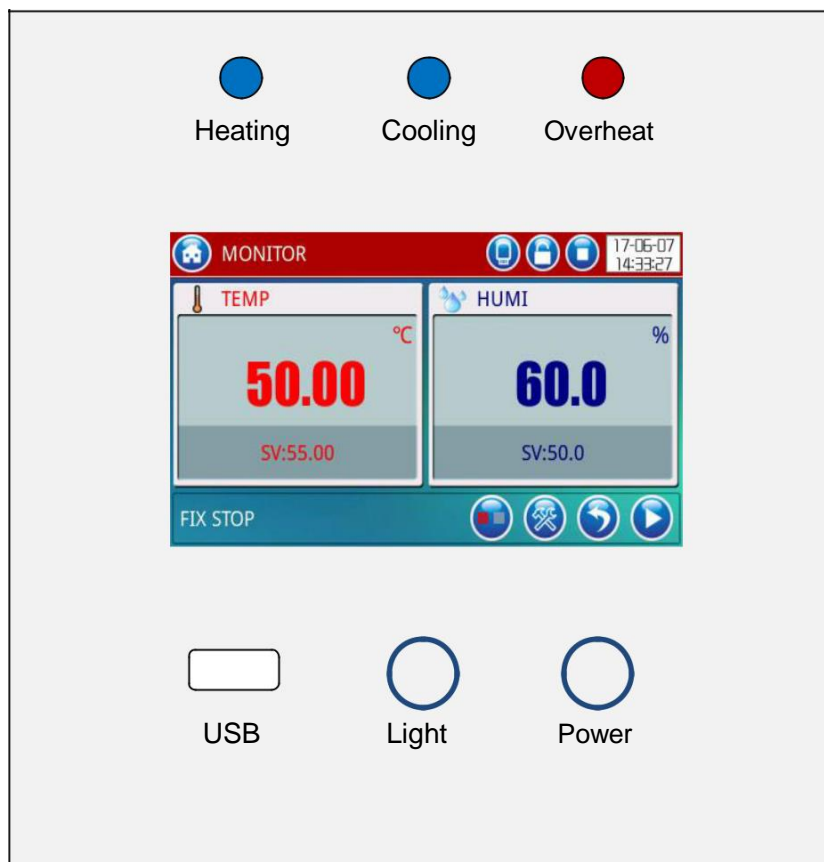 Heating Cooling Overheat
MONITOR
17-06-07
14:33:27
TEMP
HUMI
℃
%
50.00
60.0
SV:55.00
SV:50.0
FIX STOP
USB Light Power